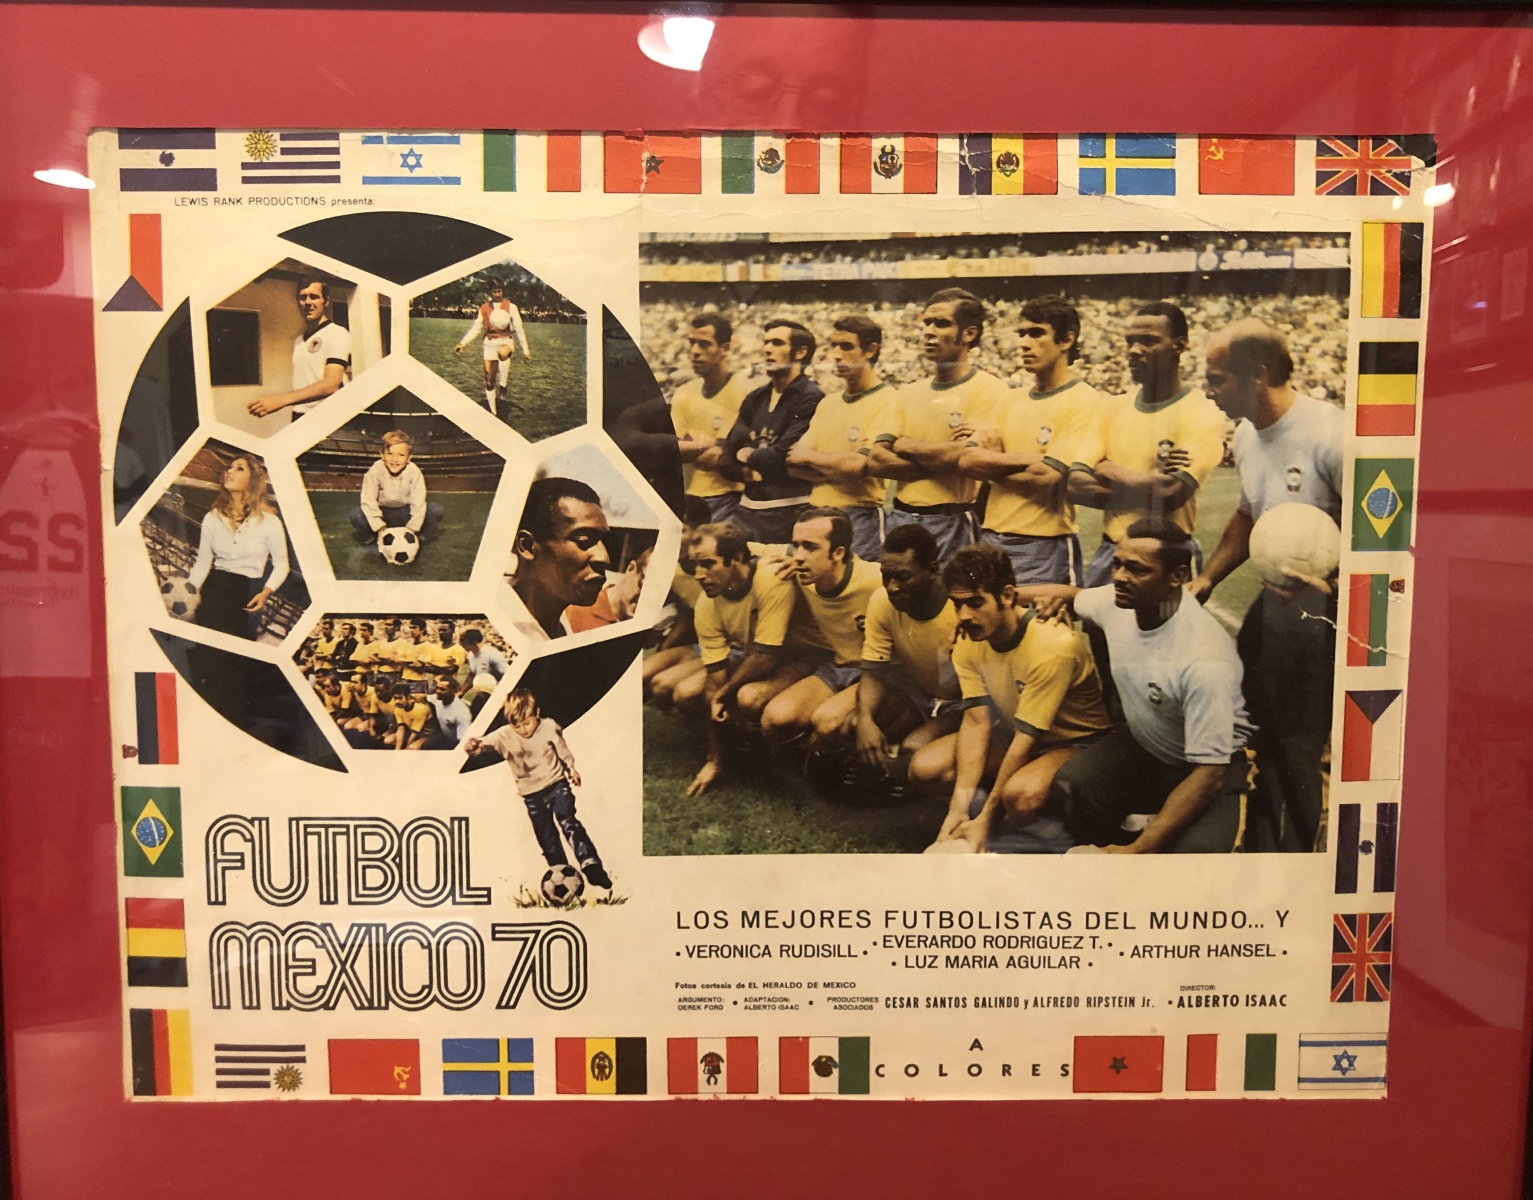 LEWIS RANK PRODUCTIONS presenta:
FUTBOL
MEXICO 70
LOS MEJORES FUTBOLISTAS DEL MUNDO... Y
• VERONICA RUDISILL • EVERARDO RODRIGUEZ T. • • ARTHUR HANSEL •
• LUZ MARIA AGUILAR •
Fotos cortesía de EL HERALDO DE MEXICO
ARGUMENTO: DEREK FORD • ADAPTACION: ALBERTO ISAAC • PRODUCTORES ASOCIADOS CESAR SANTOS GALINDO y ALFREDO RIPSTEIN Jr. • DIRECTOR: ALBERTO ISAAC
A
COLORES